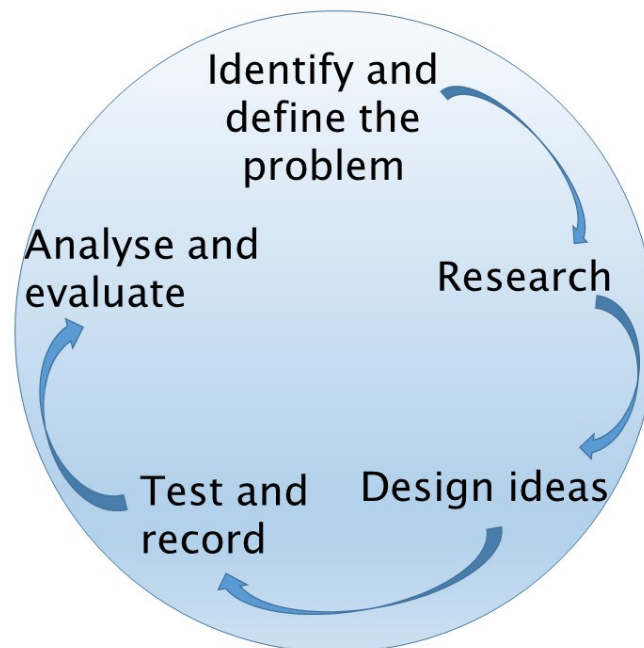 Identify and
define the
problem
Research
Design ideas
Test and
record
Analyse and
evaluate